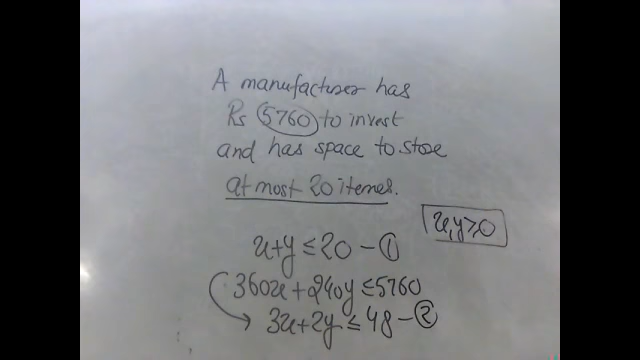 A manufacturer has
Rs 5760 to invest
and has space to store
at most 20 items.
x,y≥0
x+y ≤ 20 - ①
360x + 240y ≤ 5760
3x+2y ≤ 48 - ②